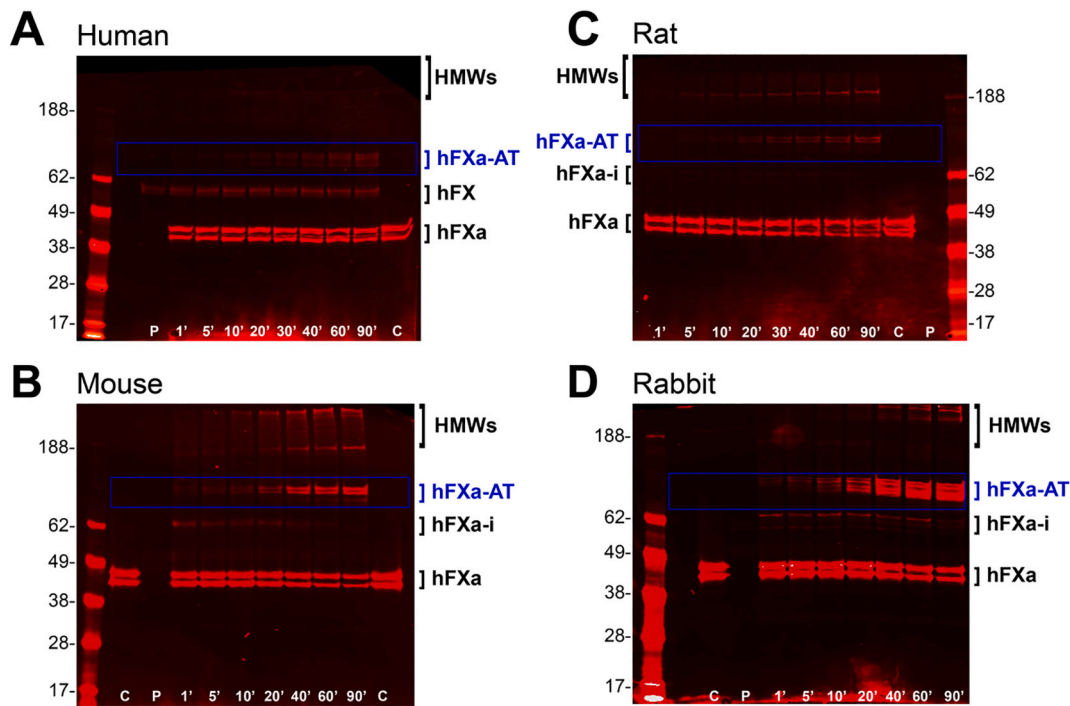 A Human
HMWs
188-
hFXa-AT
62-
hFX
49-
hFXa
38-
28-
17-
P 1' 5' 10' 20' 30' 40' 60' 90' C
C Rat
HMWs
-188
hFXa-AT
hFXa-i
-62
hFXa
-49
-38
-28
-17
1' 5' 10' 20' 30' 40' 60' 90' C P
B Mouse
HMWs
188-
hFXa-AT
62-
hFXa-i
49-
hFXa
38-
28-
17-
C P 1' 5' 10' 20' 40' 60' 90' C
D Rabbit
HMWs
188-
hFXa-AT
62-
hFXa-i
49-
hFXa
38-
28-
17-
C P 1' 5' 10' 20' 40' 60' 90'